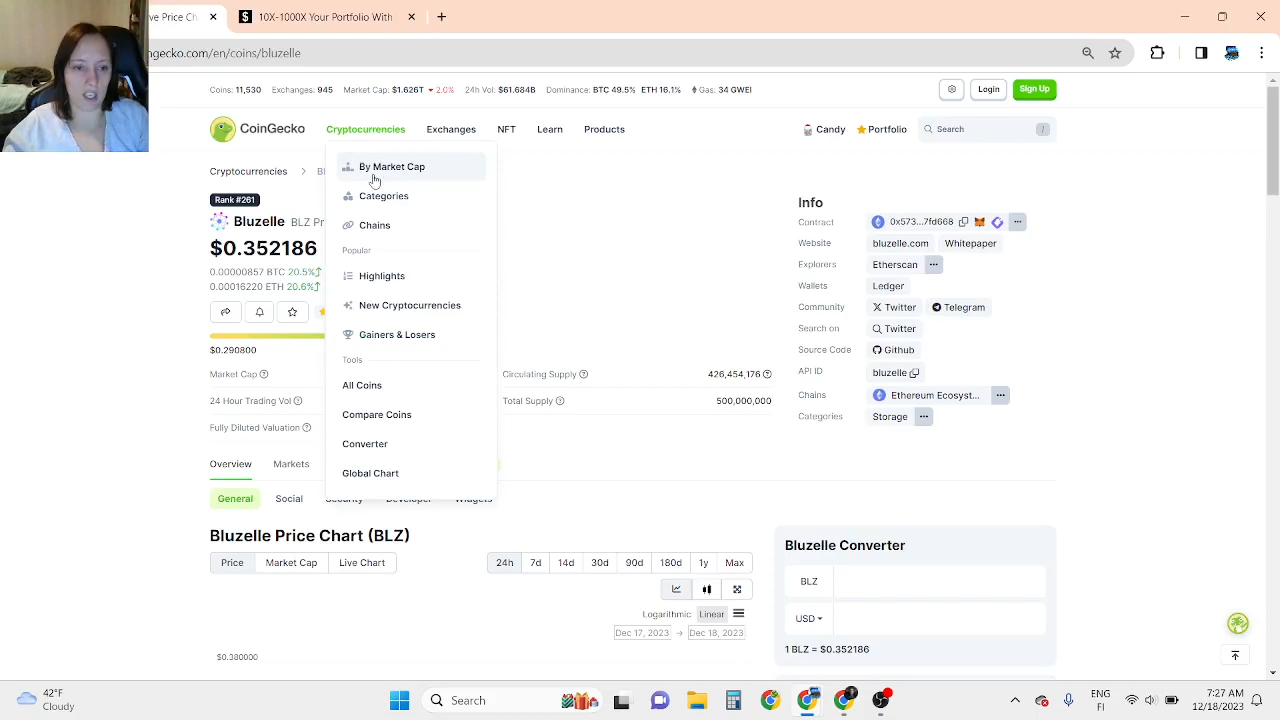 ve Price Ch
$ 10X-1000X Your Portfolio With
ngecko.com/en/coins/bluzelle
Coins: 11,530 Exchanges: 945 Market Cap: $1.626T 2.0% 24h Vol: $61.684B Dominance: BTC 49.5% ETH 16.1% Gas: 34 GWEI
Login
Sign Up
CoinGecko
Cryptocurrencies
Exchanges
NFT
Learn
Products
Candy
Portfolio
Search
/
By Market Cap
Categories
Chains
Popular
Highlights
New Cryptocurrencies
Gainers & Losers
Tools
All Coins
Compare Coins
Converter
Global Chart
Cryptocurrencies
Rank #261
Bluzelle BLZ Pr
$0.352186
0.00000857 BTC 20.5%
0.00016220 ETH 20.6%
$0.290800
Market Cap
24 Hour Trading Vol
Fully Diluted Valuation
Circulating Supply 426,454,176
Total Supply 500,000,000
Info
Contract 0x573...7fd668
Website bluzelle.com Whitepaper
Explorers Etherscan
Wallets Ledger
Community Twitter Telegram
Search on Twitter
Source Code Github
API ID bluzelle
Chains Ethereum Ecosyst...
Categories Storage
Overview Markets
General Social Security Developer Widgets
Bluzelle Price Chart (BLZ)
Price Market Cap Live Chart
24h 7d 14d 30d 90d 180d 1y Max
Logarithmic Linear
Dec 17, 2023 → Dec 18, 2023
$0.380000
Bluzelle Converter
BLZ
USD
1 BLZ = $0.352186
42°F
Cloudy
Search
ENG
FI
7:27 AM
12/18/2023